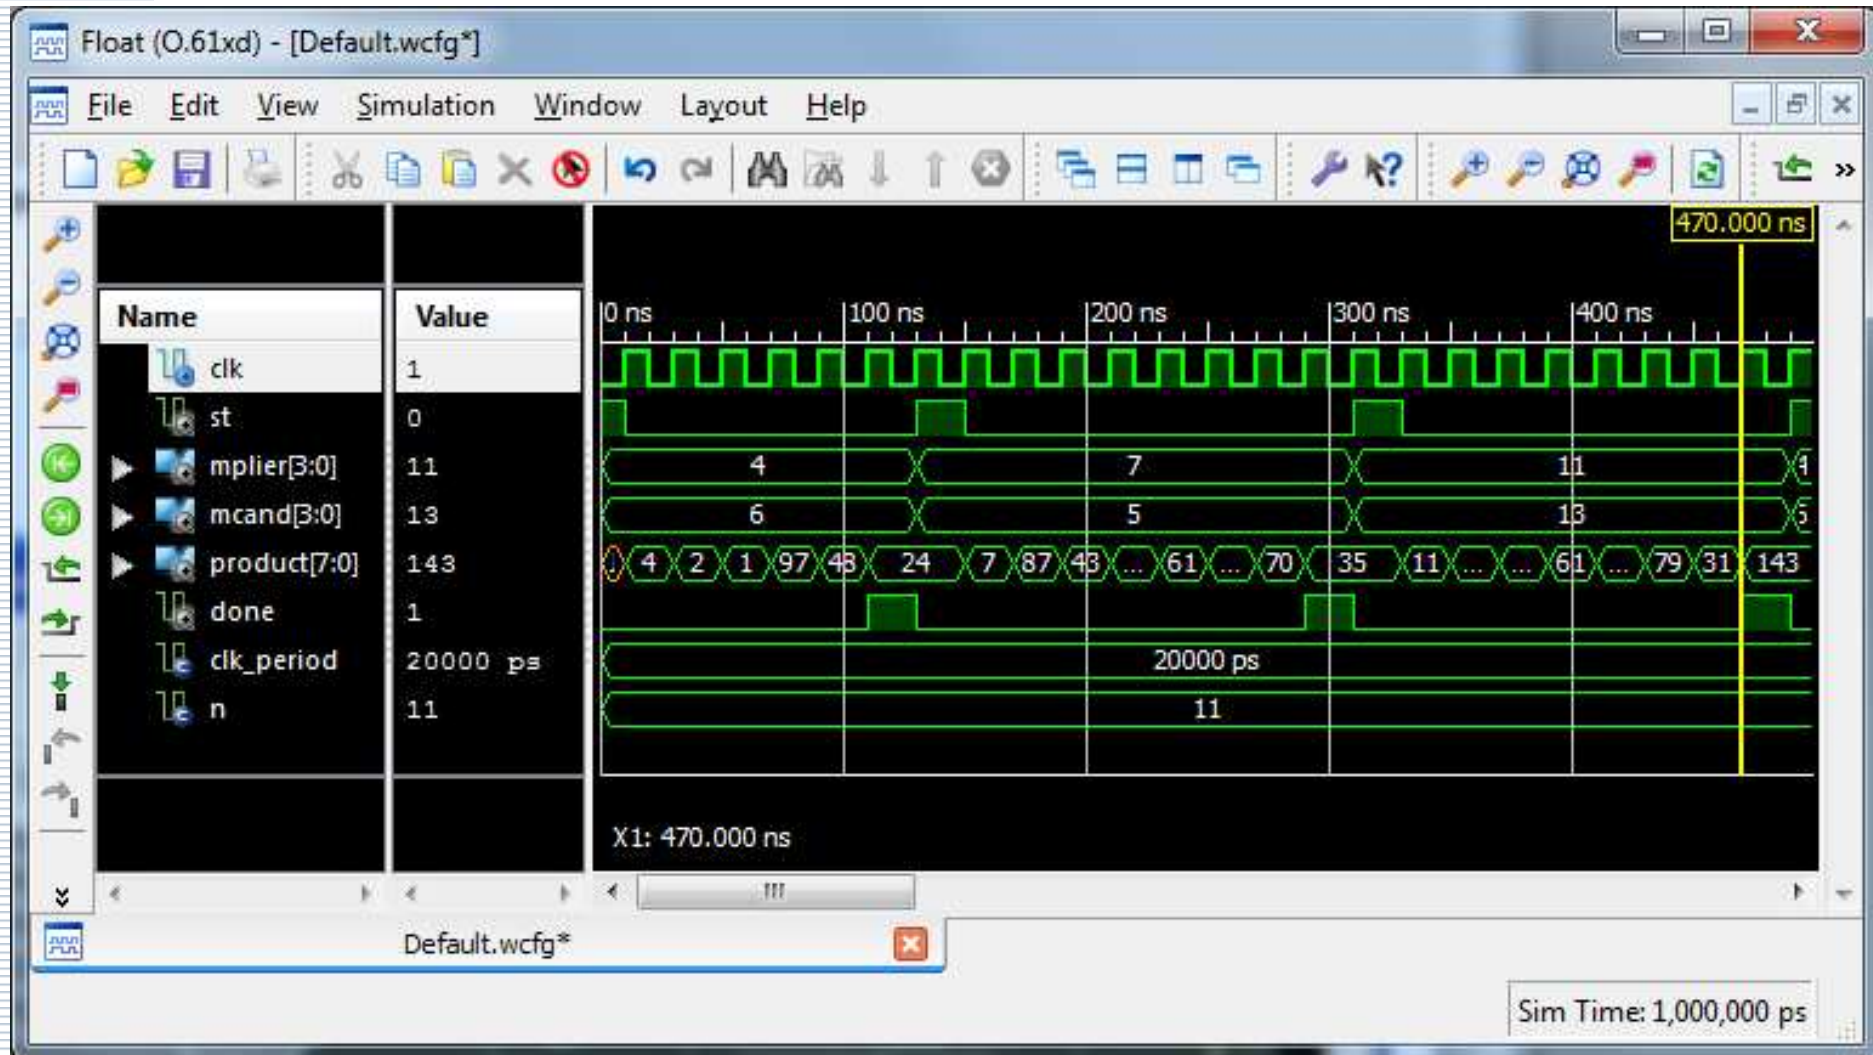 Float (O.61xd) - [Default.wcfg*]
File Edit View Simulation Window Layout Help
470.000 ns
Name Value 0 ns 100 ns 200 ns 300 ns 400 ns
clk 1
st 0
mplier[3:0] 11 4 7 11
mcand[3:0] 13 6 5 13
product[7:0] 143 4 2 1 97 48 24 7 87 43 ... 61 ... 70 35 11 ... ... 61 ... 79 31 143
done 1
clk_period 20000 ps 20000 ps
n 11 11
X1: 470.000 ns
Default.wcfg*
Sim Time: 1,000,000 ps